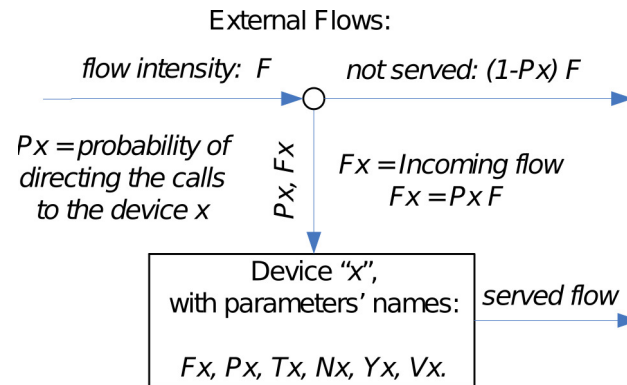 External Flows:
flow intensity: F
not served: (1-Px) F
Px = probability of
directing the calls
to the device x
Px, Fx
Fx = Incoming flow
Fx = Px F
Device “x”,
with parameters’ names:
Fx, Px, Tx, Nx, Yx, Vx.
served flow